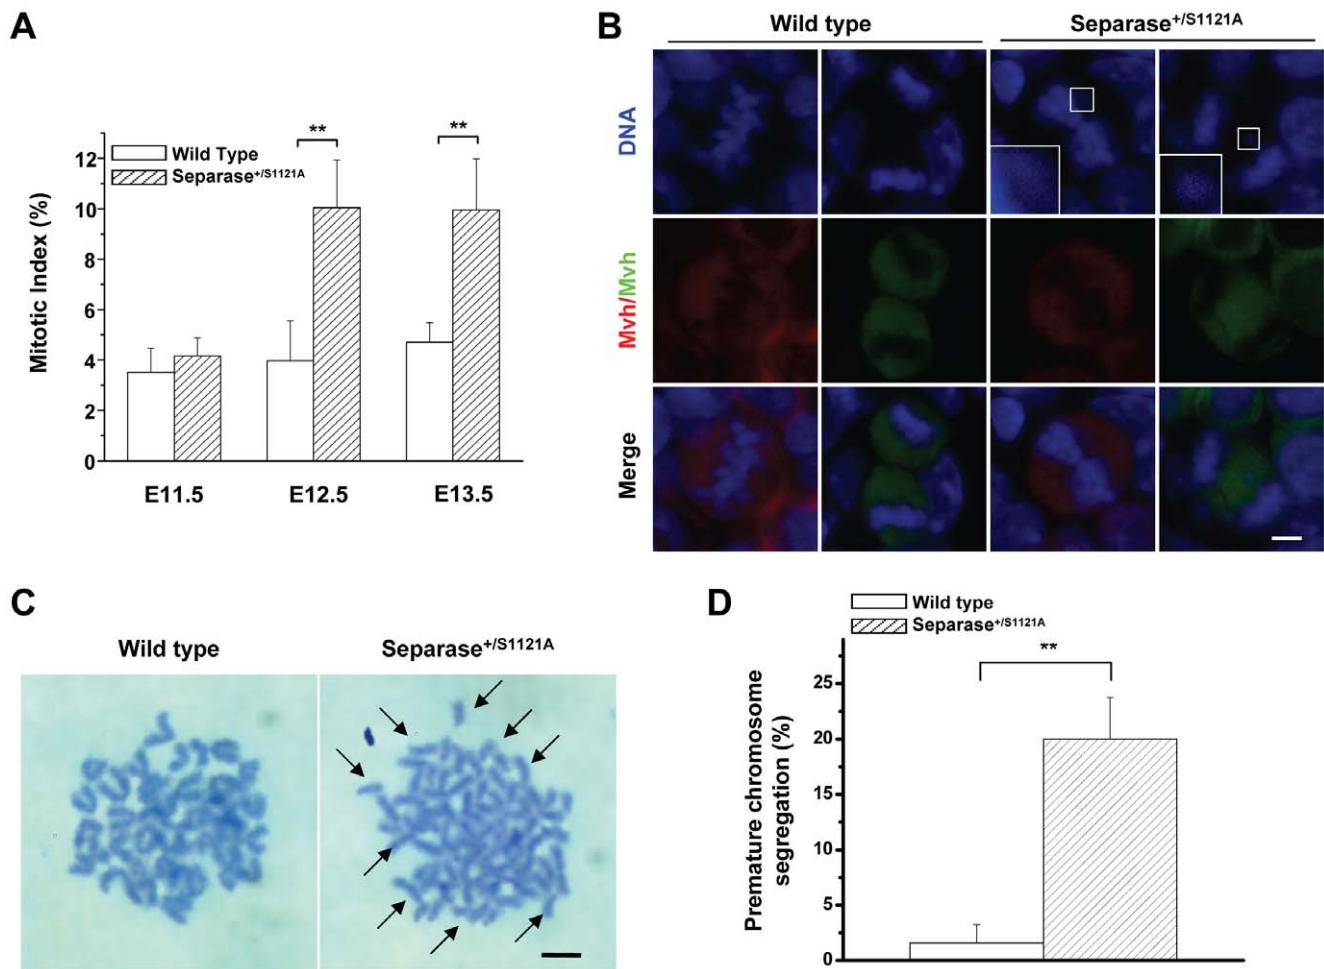 A
Wild Type
Separase+/S1121A
**
**
Mitotic Index (%)
12
10
8
6
4
2
0
E11.5
E12.5
E13.5
B
Wild type
Separase+/S1121A
DNA
Mvh/Mvh
Merge
C
Wild type
Separase+/S1121A
D
Wild type
Separase+/S1121A
**
Premature chromosome
segregation (%)
25
20
15
10
5
0